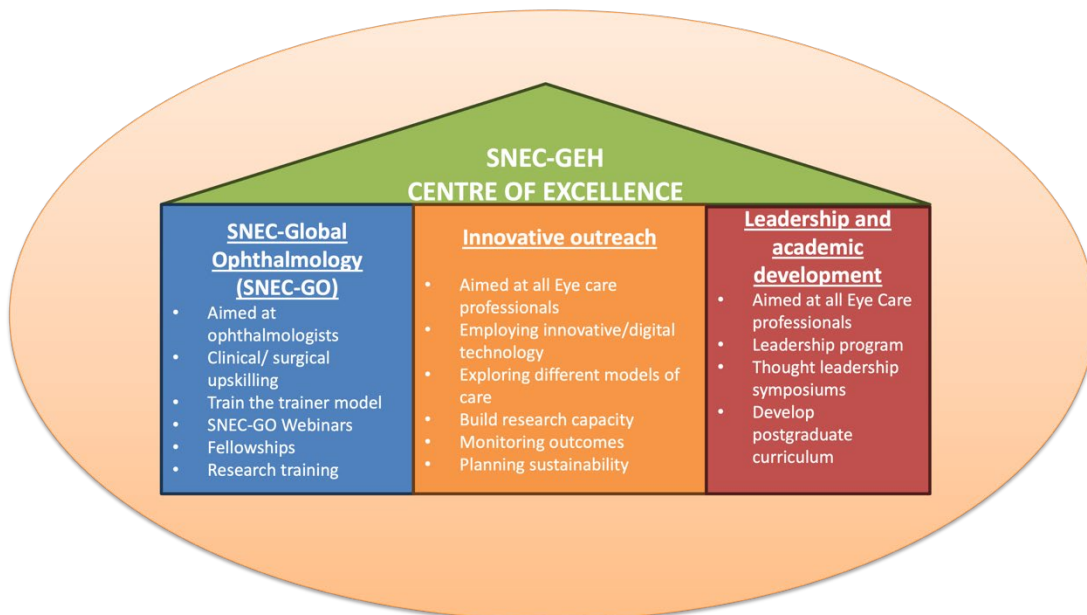 SNEC-GEH
CENTRE OF EXCELLENCE
SNEC-Global
Ophthalmology
(SNEC-GO)
• Aimed at
ophthalmologists
• Clinical/ surgical
upskilling
• Train the trainer model
• SNEC-GO Webinars
• Fellowships
• Research training
Innovative outreach
• Aimed at all Eye care
professionals
• Employing innovative/digital
technology
• Exploring different models of
care
• Build research capacity
• Monitoring outcomes
• Planning sustainability
Leadership and
academic
development
• Aimed at all Eye Care
professionals
• Leadership program
• Thought leadership
symposiums
• Develop
postgraduate
curriculum